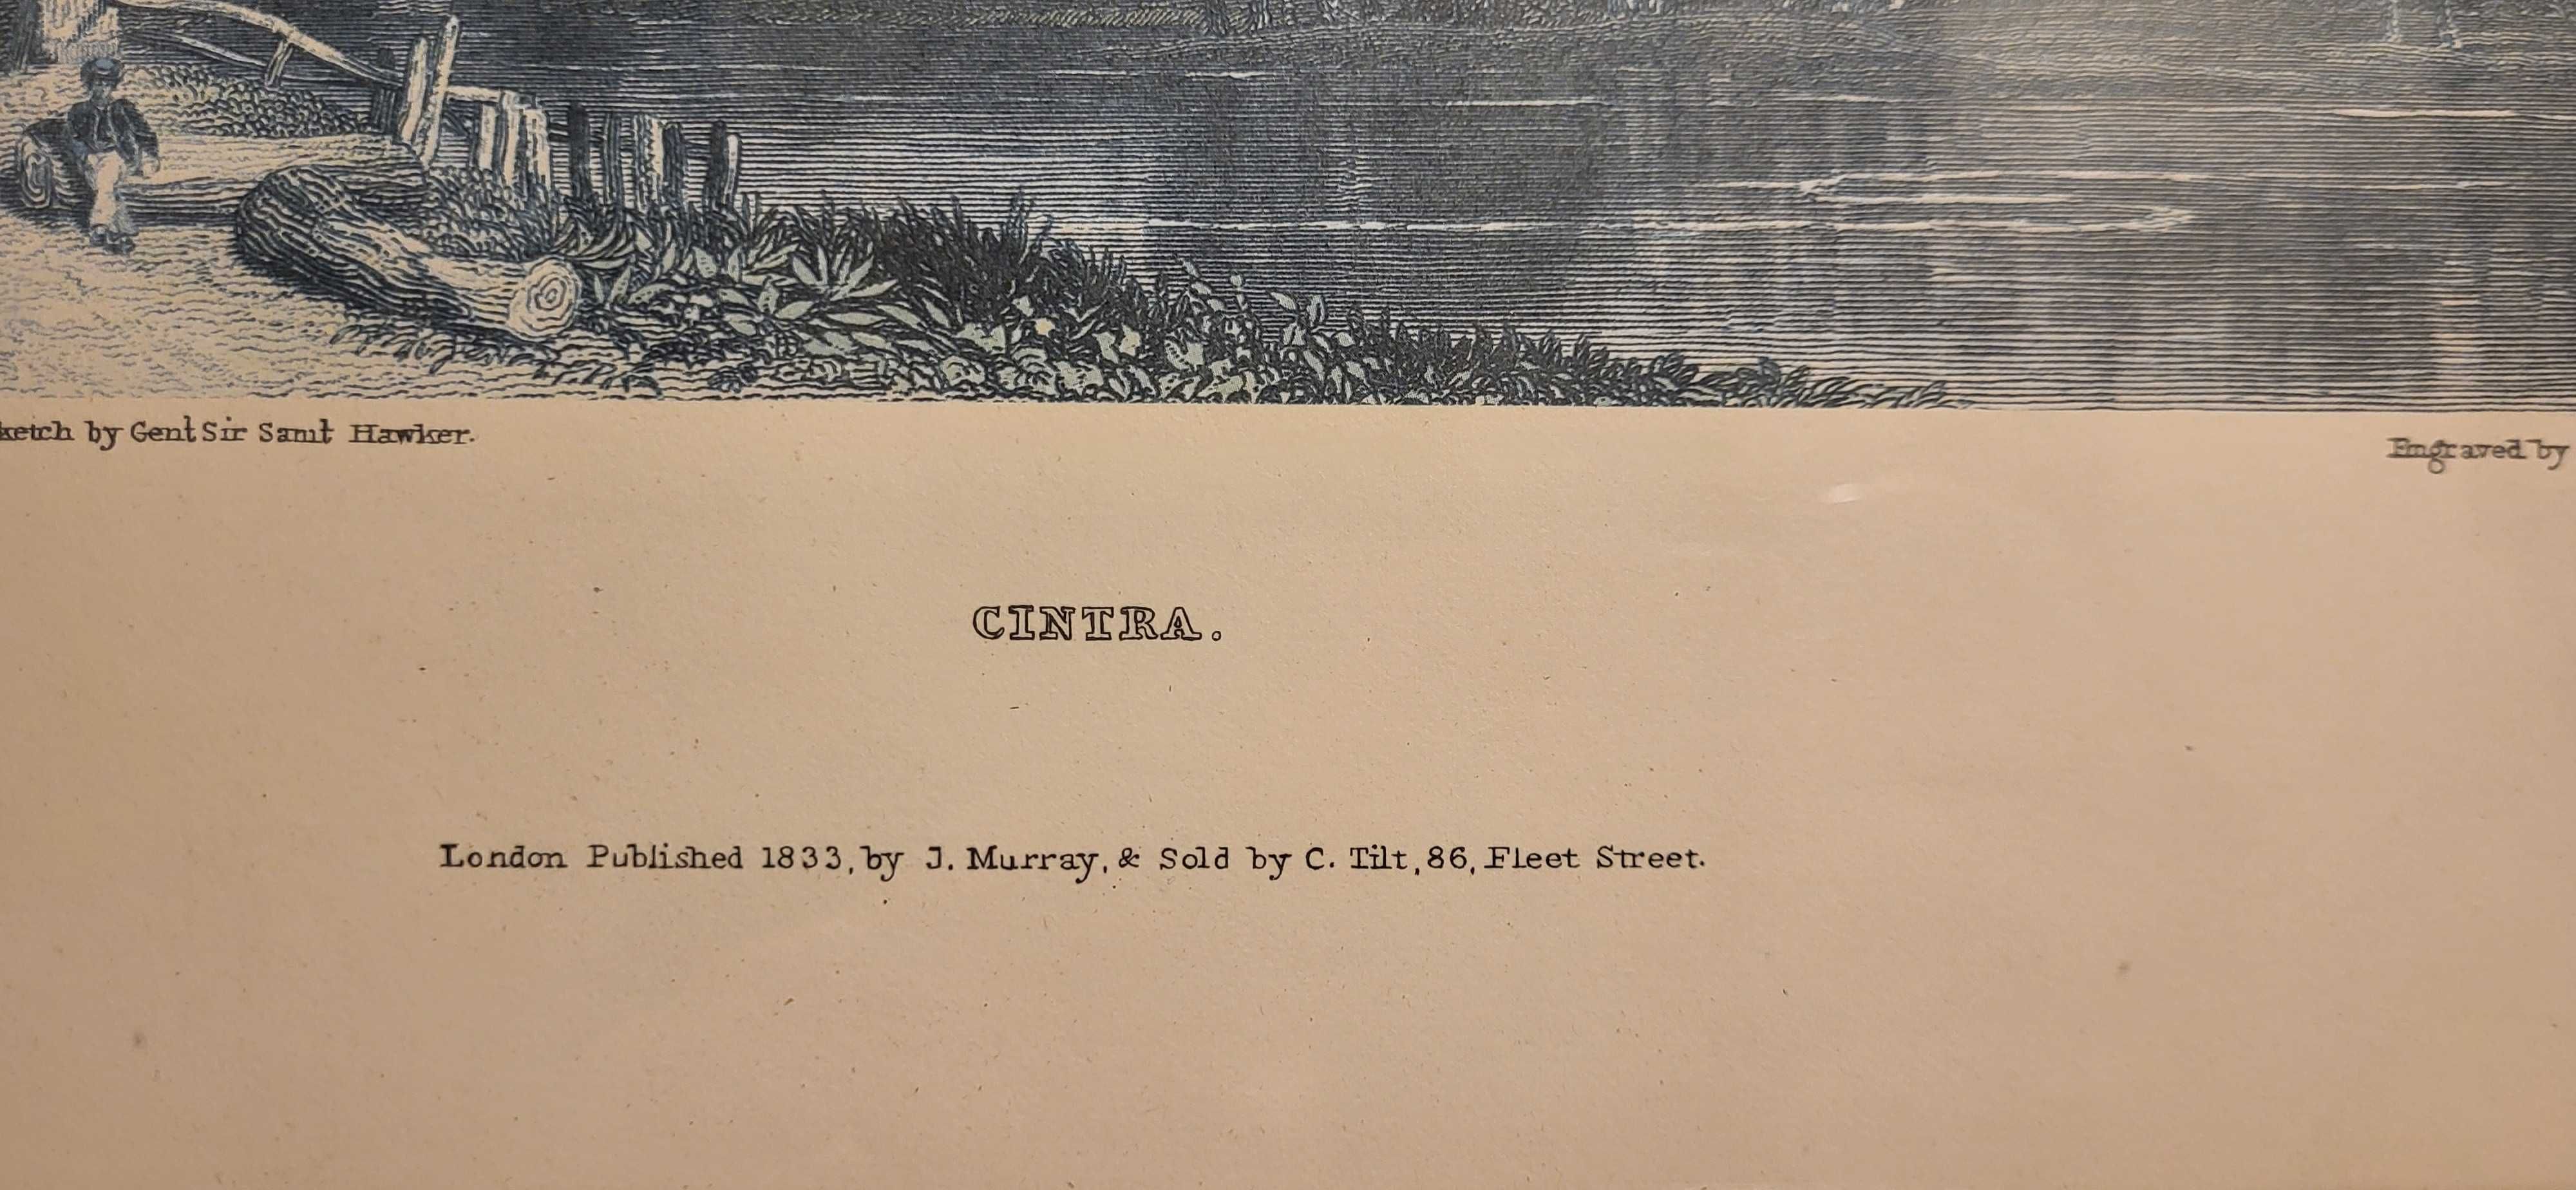 ketch by Genl Sir Saml Hawker.
Engraved by
CINTRA.
London Published 1833, by J. Murray, & Sold by C. Tilt, 86, Fleet Street.